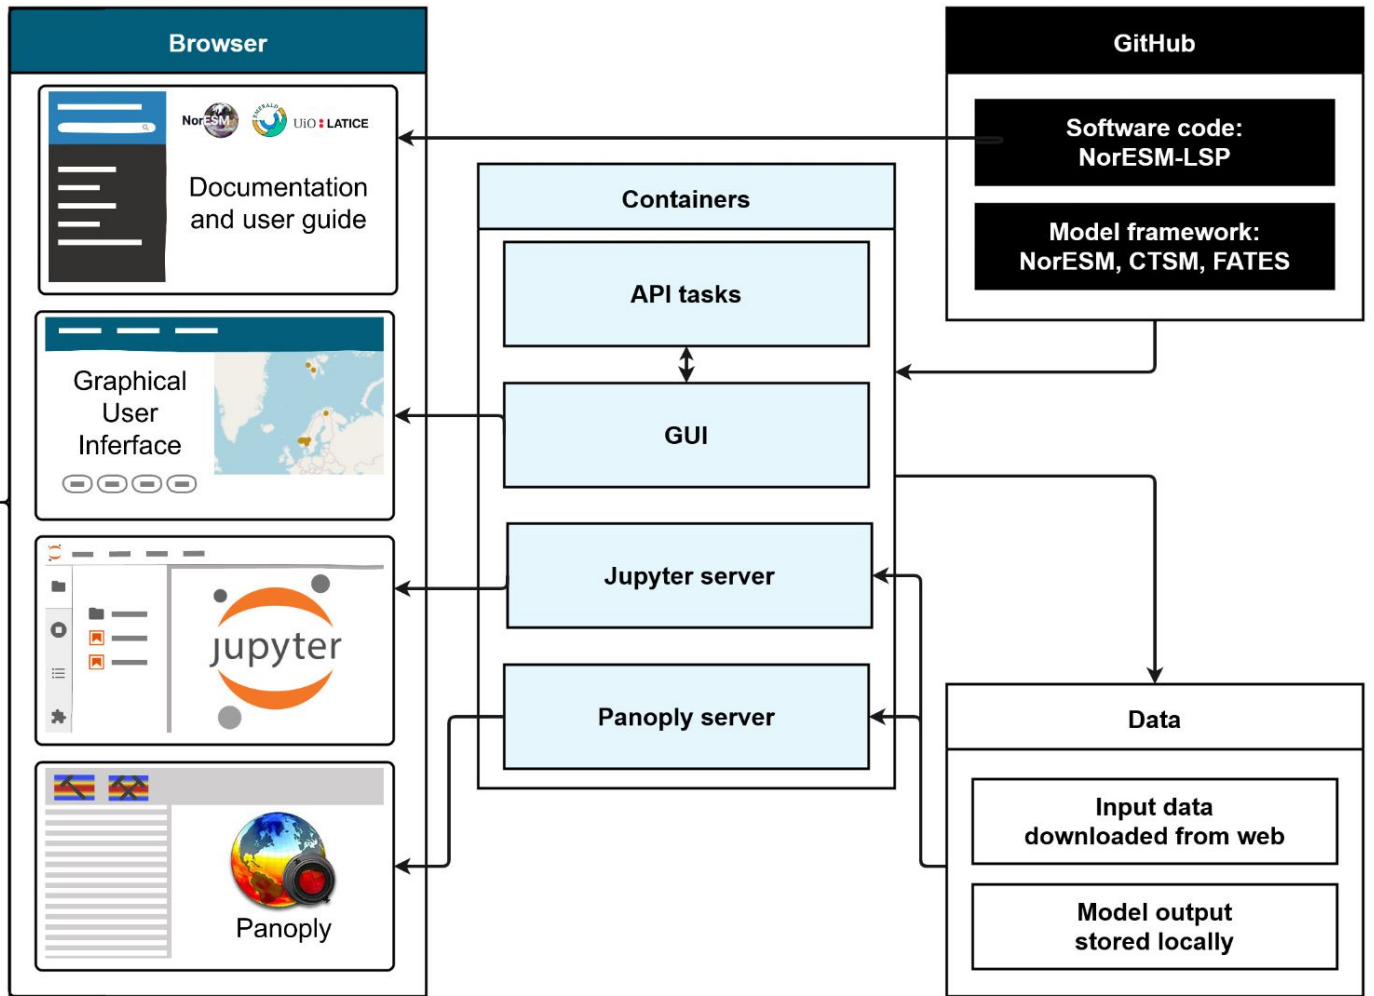 Browser
NorESM
EMERALD
UiO:LATICE
Documentation
and user guide
Graphical
User
Inferface
jupyter
Panoply
Containers
API tasks
GUI
Jupyter server
Panoply server
GitHub
Software code:
NorESM-LSP
Model framework:
NorESM, CTSM, FATES
Data
Input data
downloaded from web
Model output
stored locally